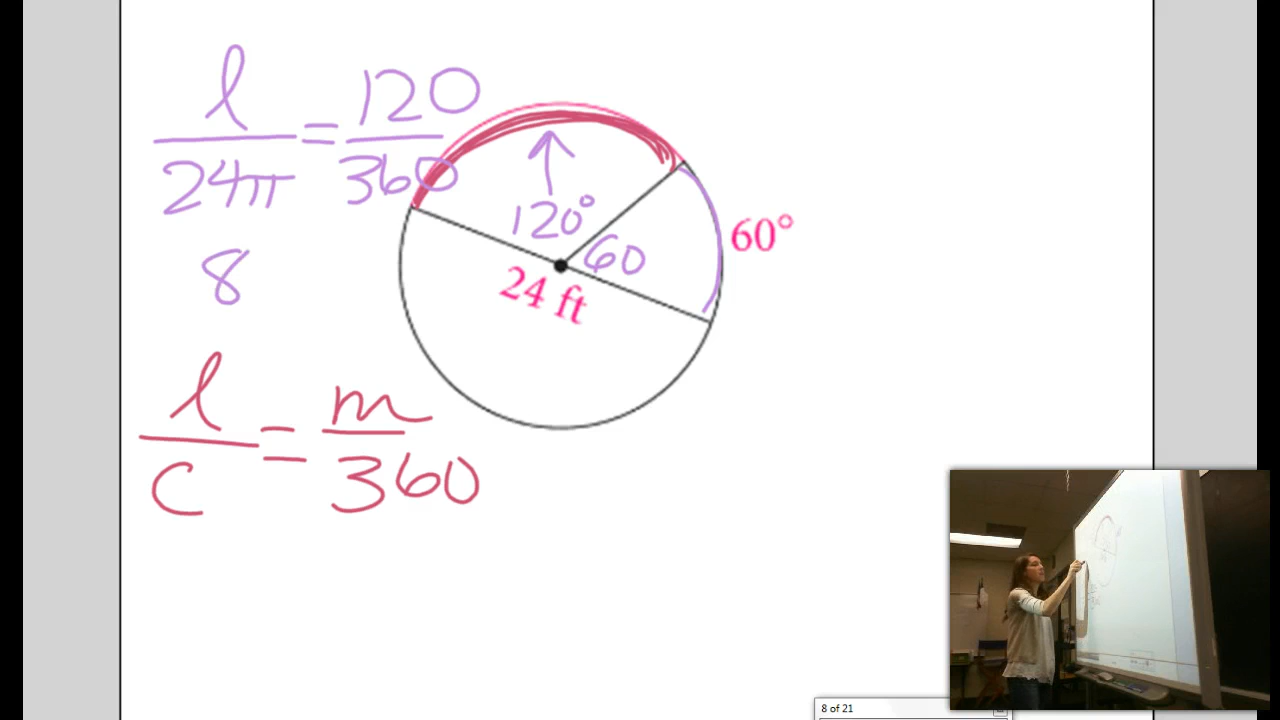 l/24π = 120/360
8
l/C = m/360
120°
60
60°
24 ft
8 of 21